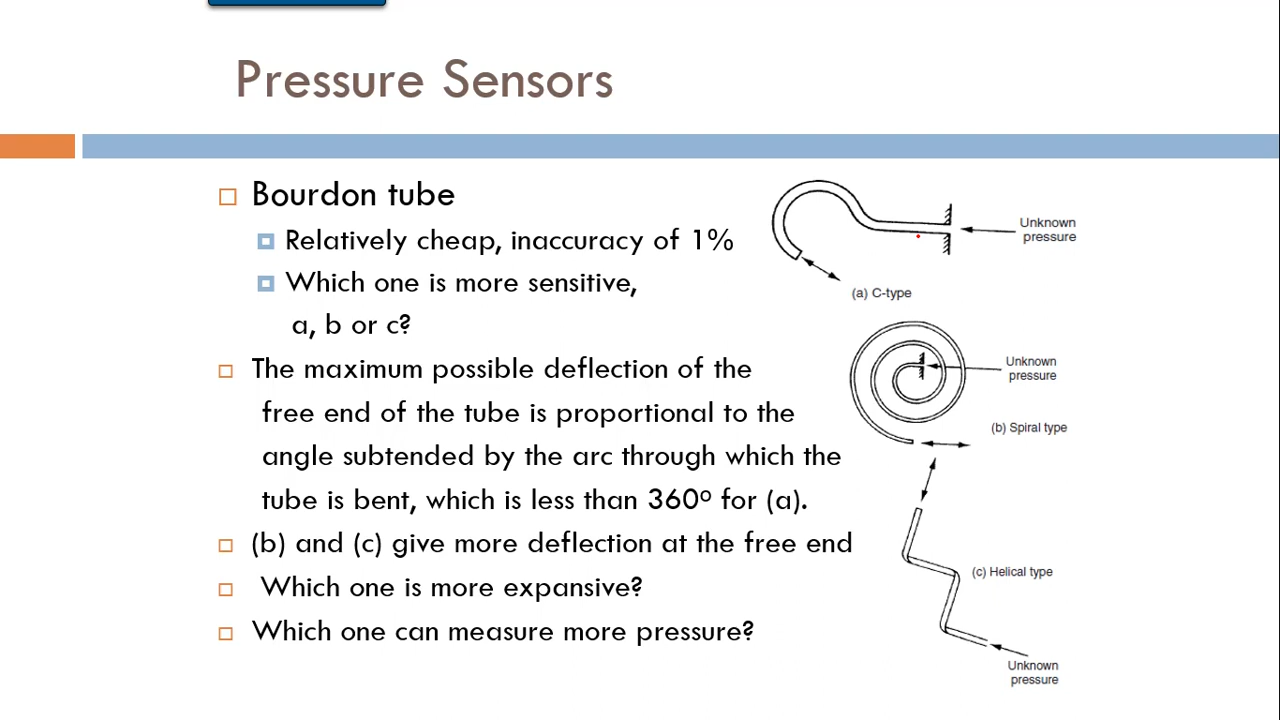 Pressure Sensors
Bourdon tube
Relatively cheap, inaccuracy of 1%
Which one is more sensitive,
a, b or c?
The maximum possible deflection of the
free end of the tube is proportional to the
angle subtended by the arc through which the
tube is bent, which is less than 360º for (a).
(b) and (c) give more deflection at the free end
Which one is more expansive?
Which one can measure more pressure?
Unknown
pressure
(a) C-type
Unknown
pressure
(b) Spiral type
(c) Helical type
Unknown
pressure